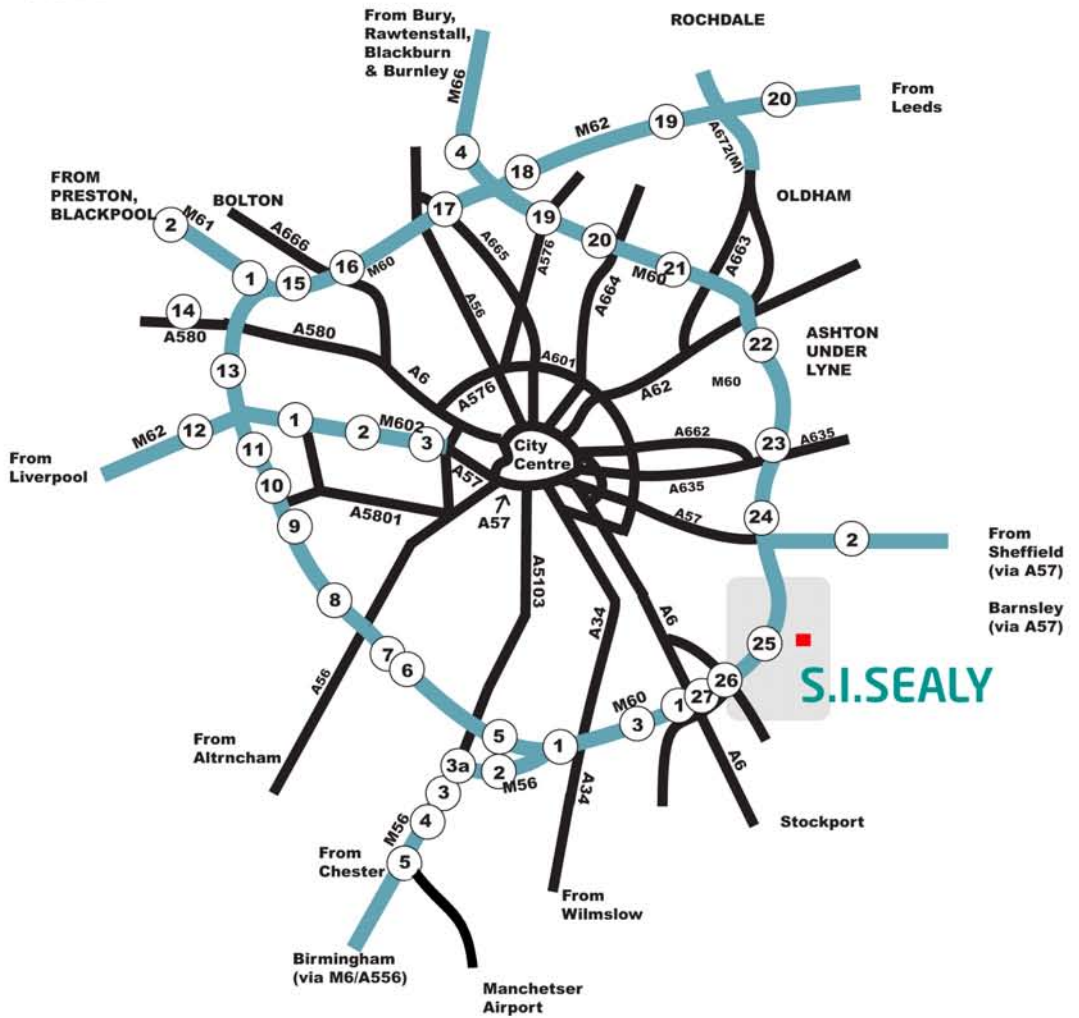 From Bury,
Rawtenstall,
Blackburn
& Burnley
ROCHDALE
M66
From
Leeds
20
19
M62
A672(M)
4
18
FROM
PRESTON,
BLACKPOOL
BOLTON
OLDHAM
2
M61
17
19
A666
A665
A576
20
A663
16
M60
M60
21
1
15
A664
14
A580
A580
A56
22
ASHTON
UNDER
LYNE
13
A6
A601
A62
M60
A576
M62
12
1
M602
2
3
City
Centre
A662
23
A635
From
Liverpool
11
A57
10
A635
9
A5801
A57
A57
24
2
From
Sheffield
(via A57)
A5103
8
A34
A6
Barnsley
(via A57)
25
7
6
26
S.I.SEALY
A56
27
M60
1
3
From
Altrncham
5
1
3a
2
M56
A6
3
A34
4
M56
Stockport
From
Chester
5
From
Wilmslow
Birmingham
(via M6/A556)
Manchetser
Airport